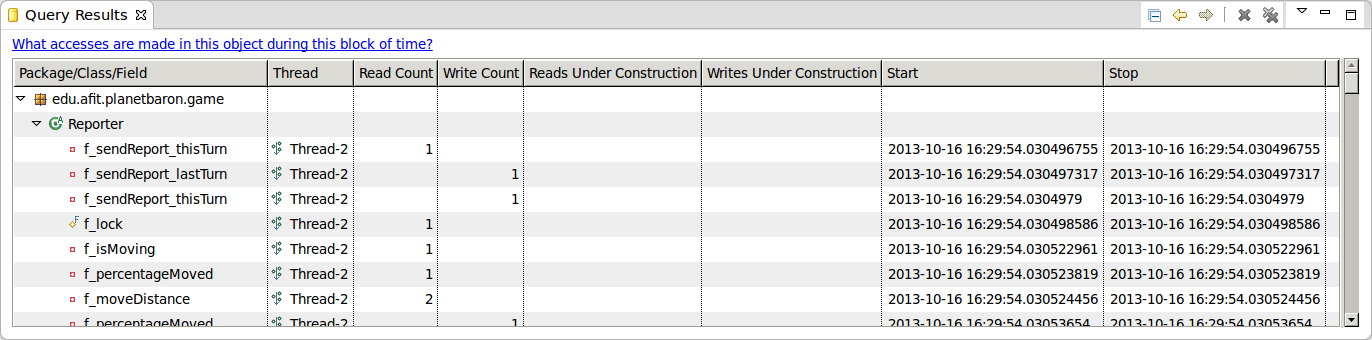 Query Results
What accesses are made in this object during this block of time?
Package/Class/Field Thread Read Count Write Count Reads Under Construction Writes Under Construction Start Stop
edu.afit.planetbaron.game
Reporter
f_sendReport_thisTurn Thread-2 1 2013-10-16 16:29:54.030496755 2013-10-16 16:29:54.030496755
f_sendReport_lastTurn Thread-2 1 2013-10-16 16:29:54.030497317 2013-10-16 16:29:54.030497317
f_sendReport_thisTurn Thread-2 1 2013-10-16 16:29:54.0304979 2013-10-16 16:29:54.0304979
f_lock Thread-2 1 2013-10-16 16:29:54.030498586 2013-10-16 16:29:54.030498586
f_isMoving Thread-2 1 2013-10-16 16:29:54.030522961 2013-10-16 16:29:54.030522961
f_percentageMoved Thread-2 1 2013-10-16 16:29:54.030523819 2013-10-16 16:29:54.030523819
f_moveDistance Thread-2 2 2013-10-16 16:29:54.030524456 2013-10-16 16:29:54.030524456
f_percentageMoved Thread-2 1 2013-10-16 16:29:54.03053654 2013-10-16 16:29:54.03053654